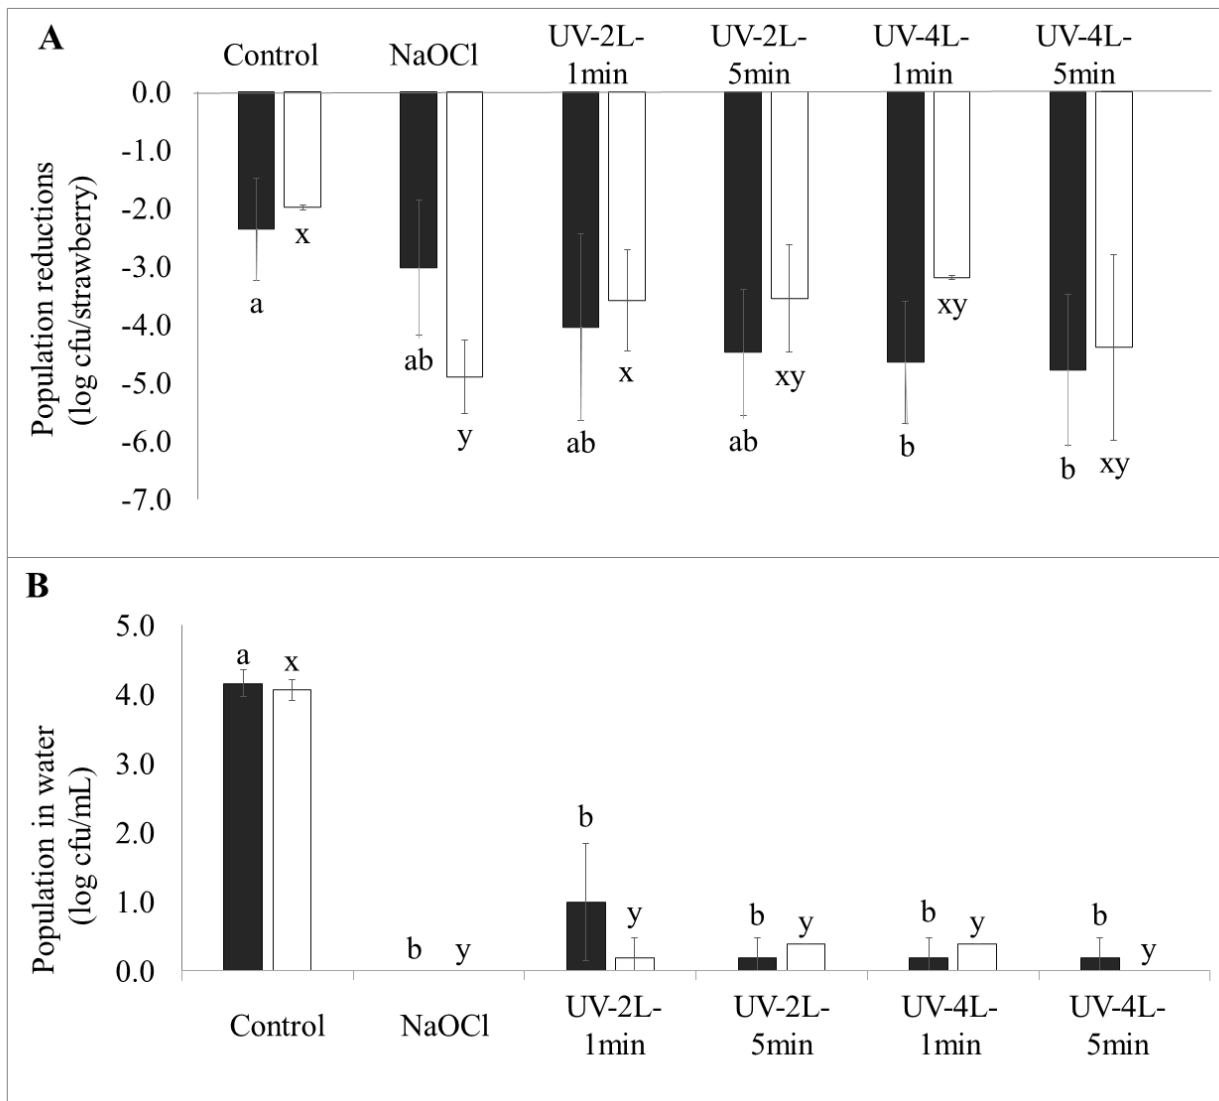 A
Control NaOCl UV-2L- UV-2L- UV-4L- UV-4L-
1min 5min 1min 5min
0.0
-1.0
-2.0
-3.0
-4.0
-5.0
-6.0
-7.0
Population reductions
(log cfu/strawberry)
a x ab y ab x ab xy b xy b xy
B
5.0
4.0
3.0
2.0
1.0
0.0
Population in water
(log cfu/mL)
a x b y b y b y b y b y
Control NaOCl UV-2L- UV-2L- UV-4L- UV-4L-
1min 5min 1min 5min